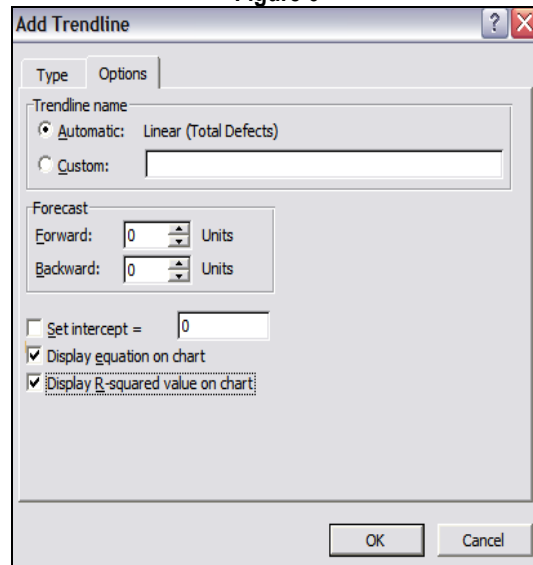 Add Trendline
Type Options
Trendline name
Automatic: Linear (Total Defects)
Custom:
Forecast
Forward: 0 Units
Backward: 0 Units
Set intercept = 0
Display equation on chart
Display R-squared value on chart
OK Cancel